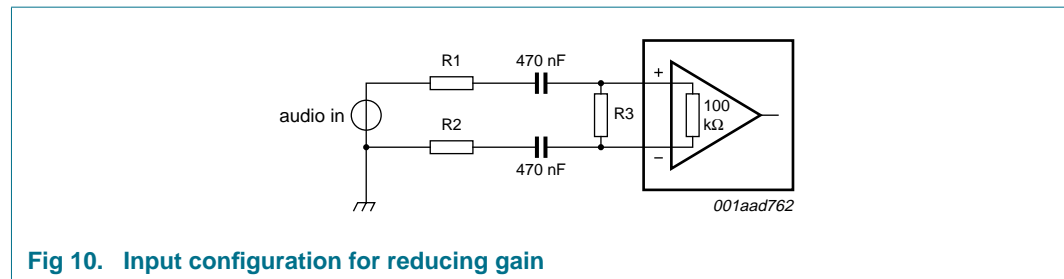 R1
470 nF
+
audio in
R3
100
kΩ
R2
−
470 nF
001aad762
Fig 10. Input configuration for reducing gain